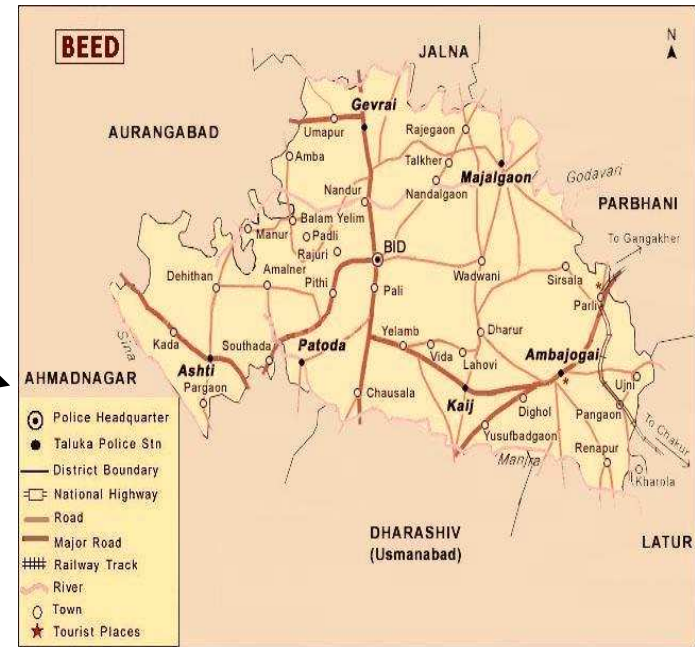 BEED
N
JALNA
Gevrai
AURANGABAD
Umapur
Rajegaon
Amba
Talkher
Majalgaon
Godavari
Nandur
Nandalgaon
PARBHANI
Balam Yelim
Manur
Padli
BID
To Gangakher
Rajuri
Dehithan
Amalner
Pithi
Wadwani
Sirsala
Pali
Parli
Sina
Kada
Southada
Patoda
Yelamb
Dharur
Vida
Lahovi
Ambajogai
Ashti
AHMADNAGAR
Pargaon
Chausala
Kaij
Ujni
Dighol
Pangaon
To Chakur
Yusufbadgaon
Manjra
Renapur
Kharola
DHARASHIV
(Usmanabad)
LATUR
Police Headquarter
Taluka Police Stn
District Boundary
National Highway
Road
Major Road
Railway Track
River
Town
Tourist Places